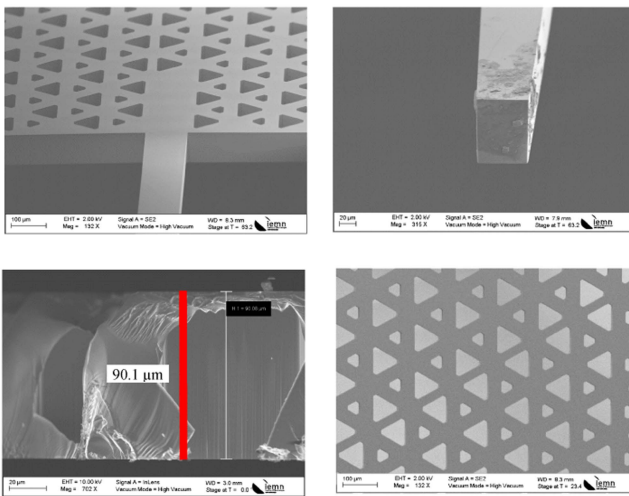 100 µm EHT = 2.00 kV Signal A = SE2 WD = 8.3 mm
Mag = 132 X Vacuum Mode = High Vacuum Stage at T = 63.2 iemn
20 µm EHT = 2.00 kV Signal A = SE2 WD = 7.9 mm
Mag = 315 X Vacuum Mode = High Vacuum Stage at T = 63.2 iemn
90.1 µm
20 µm EHT = 10.00 kV Signal A = InLens WD = 3.0 mm
Mag = 702 X Vacuum Mode = High Vacuum Stage at T = 0.0 iemn
100 µm EHT = 2.00 kV Signal A = SE2 WD = 8.3 mm
Mag = 132 X Vacuum Mode = High Vacuum Stage at T = 23.4 iemn